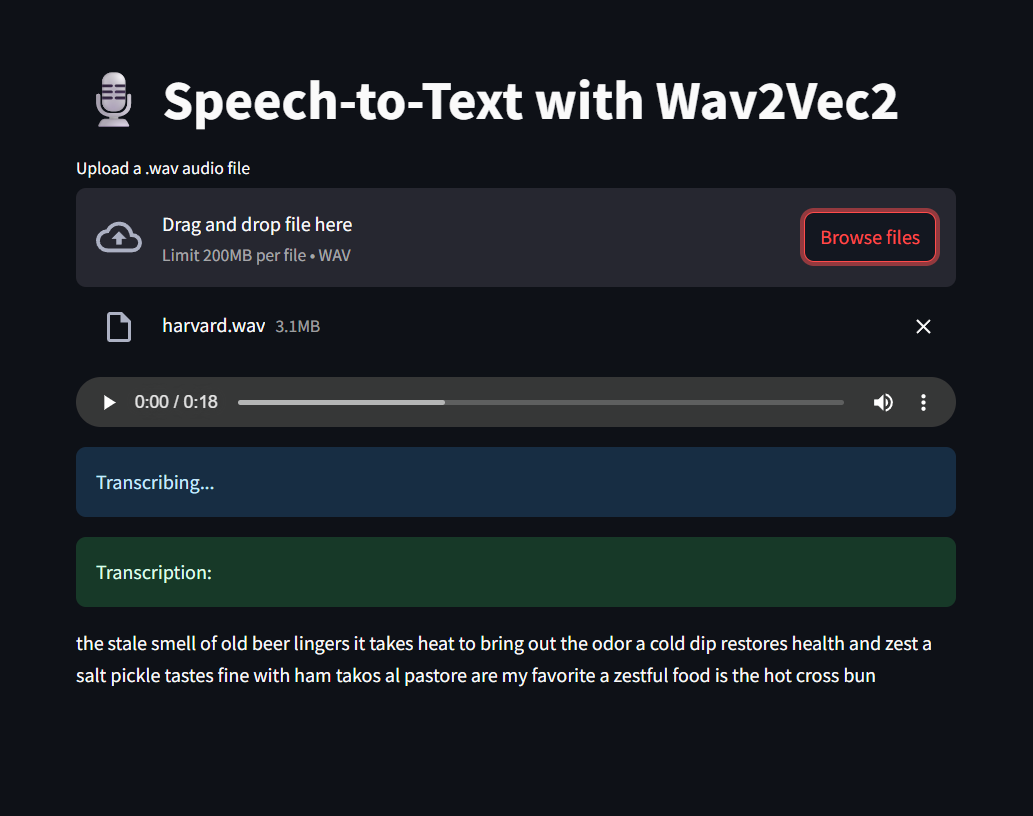 Speech-to-Text with Wav2Vec2
Upload a .wav audio file
Drag and drop file here
Limit 200MB per file • WAV
Browse files
harvard.wav 3.1MB
0:00 / 0:18
Transcribing...
Transcription:
the stale smell of old beer lingers it takes heat to bring out the odor a cold dip restores health and zest a
salt pickle tastes fine with ham takos al pastore are my favorite a zestful food is the hot cross bun